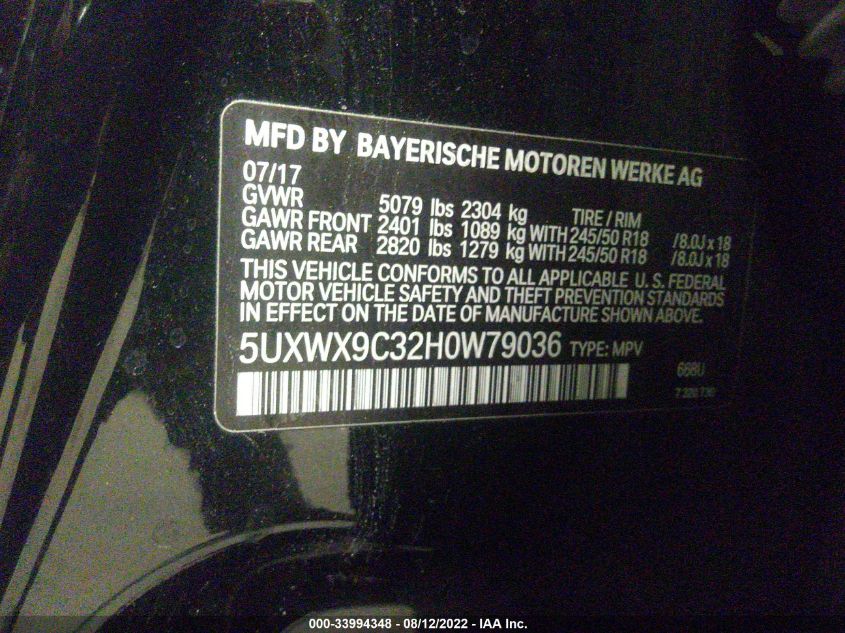 MFD BY BAYERISCHE MOTOREN WERKE AG
07/17
GVWR 5079 lbs 2304 kg TIRE / RIM
GAWR FRONT 2401 lbs 1089 kg WITH 245/50 R18 / 8.0J x 18
GAWR REAR 2820 lbs 1279 kg WITH 245/50 R18 / 8.0J x 18
THIS VEHICLE CONFORMS TO ALL APPLICABLE U. S. FEDERAL
MOTOR VEHICLE SAFETY AND THEFT PREVENTION STANDARDS
IN EFFECT ON THE DATE OF MANUFACTURE SHOWN ABOVE.
5UXWX9C32H0W79036 TYPE: MPV
668U
000-33994348 - 08/12/2022 - IAA Inc.